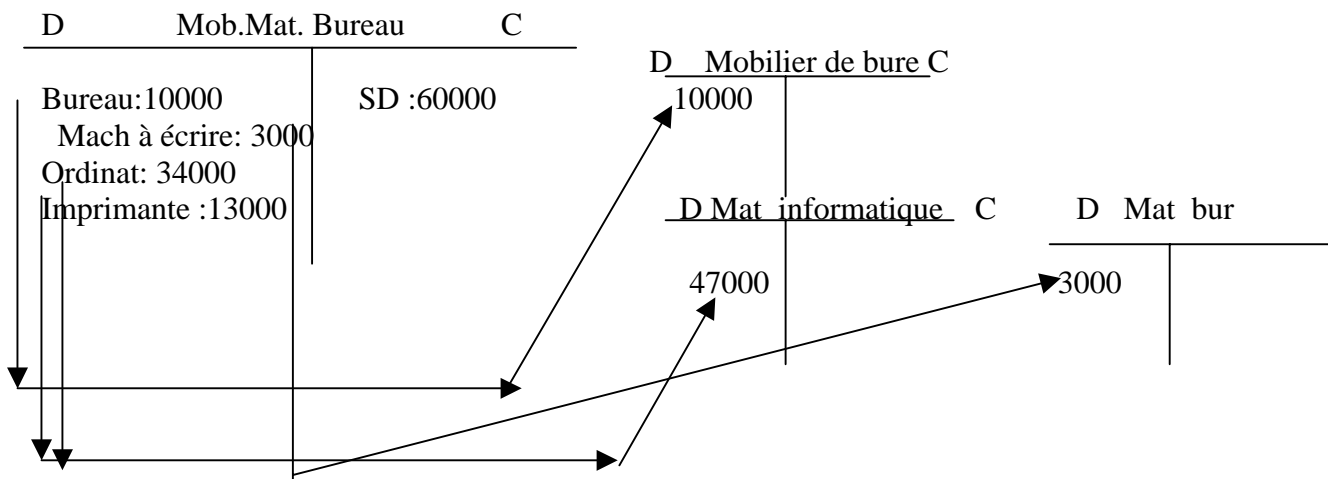 D Mob.Mat. Bureau C
D Mobilier de bure C
Bureau:10000 SD :60000 10000
Mach à écrire: 3000
Ordinat: 34000
Imprimante :13000 D Mat informatique C D Mat bur
47000 3000